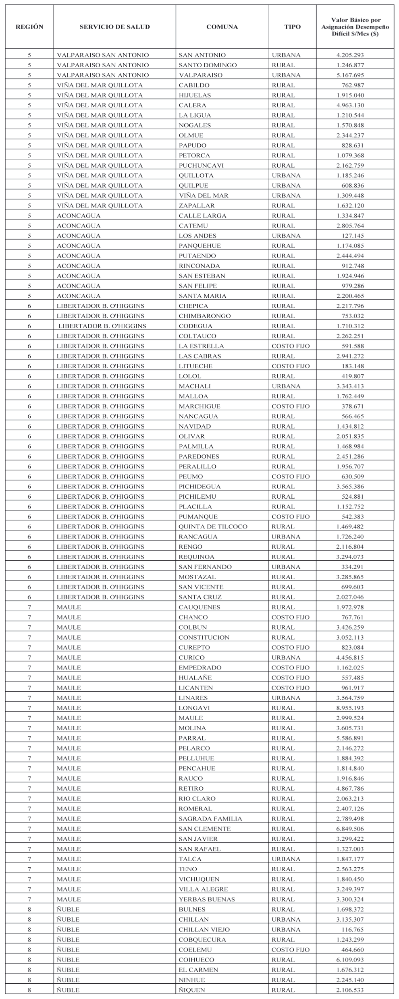 REGIÓN SERVICIO DE SALUD COMUNA TIPO Valor Básico por Asignación Desempeño Difícil $/Mes ($)
5 VALPARAISO SAN ANTONIO SAN ANTONIO URBANA 4.205.293
5 VALPARAISO SAN ANTONIO SANTO DOMINGO RURAL 1.246.877
5 VALPARAISO SAN ANTONIO VALPARAISO URBANA 5.167.695
5 VIÑA DEL MAR QUILLOTA CABILDO RURAL 762.987
5 VIÑA DEL MAR QUILLOTA HIJUELAS RURAL 1.915.040
5 VIÑA DEL MAR QUILLOTA CALERA RURAL 4.963.130
5 VIÑA DEL MAR QUILLOTA LA LIGUA RURAL 1.210.544
5 VIÑA DEL MAR QUILLOTA NOGALES RURAL 1.570.848
5 VIÑA DEL MAR QUILLOTA OLMUE RURAL 2.344.237
5 VIÑA DEL MAR QUILLOTA PAPUDO RURAL 828.631
5 VIÑA DEL MAR QUILLOTA PETORCA RURAL 1.079.368
5 VIÑA DEL MAR QUILLOTA PUCHUNCAVI RURAL 2.162.759
5 VIÑA DEL MAR QUILLOTA QUILLOTA URBANA 1.185.246
5 VIÑA DEL MAR QUILLOTA QUILPUE URBANA 608.836
5 VIÑA DEL MAR QUILLOTA VIÑA DEL MAR URBANA 1.309.448
5 VIÑA DEL MAR QUILLOTA ZAPALLAR RURAL 1.632.120
5 ACONCAGUA CALLE LARGA RURAL 1.334.847
5 ACONCAGUA CATEMU RURAL 2.805.764
5 ACONCAGUA LOS ANDES URBANA 127.145
5 ACONCAGUA PANQUEHUE RURAL 1.174.085
5 ACONCAGUA PUTAENDO RURAL 2.444.494
5 ACONCAGUA RINCONADA RURAL 912.748
5 ACONCAGUA SAN ESTEBAN RURAL 1.924.946
5 ACONCAGUA SAN FELIPE RURAL 979.286
5 ACONCAGUA SANTA MARIA RURAL 2.200.465
6 LIBERTADOR B. O'HIGGINS CHEPICA RURAL 2.217.796
6 LIBERTADOR B. O'HIGGINS CHIMBARONGO RURAL 753.032
6 LIBERTADOR B. O'HIGGINS CODEGUA RURAL 1.710.312
6 LIBERTADOR B. O'HIGGINS COLTAUCO RURAL 2.262.251
6 LIBERTADOR B. O'HIGGINS LA ESTRELLA COSTO FIJO 591.588
6 LIBERTADOR B. O'HIGGINS LAS CABRAS RURAL 2.941.272
6 LIBERTADOR B. O'HIGGINS LITUECHE COSTO FIJO 183.148
6 LIBERTADOR B. O'HIGGINS LOLOL RURAL 419.807
6 LIBERTADOR B. O'HIGGINS MACHALI URBANA 3.343.413
6 LIBERTADOR B. O'HIGGINS MALLOA RURAL 1.762.449
6 LIBERTADOR B. O'HIGGINS MARCHIGUE COSTO FIJO 378.671
6 LIBERTADOR B. O'HIGGINS NANCAGUA RURAL 566.465
6 LIBERTADOR B. O'HIGGINS NAVIDAD RURAL 1.434.812
6 LIBERTADOR B. O'HIGGINS OLIVAR RURAL 2.051.835
6 LIBERTADOR B. O'HIGGINS PALMILLA RURAL 1.468.984
6 LIBERTADOR B. O'HIGGINS PAREDONES RURAL 2.451.286
6 LIBERTADOR B. O'HIGGINS PERALILLO RURAL 1.956.707
6 LIBERTADOR B. O'HIGGINS PEUMO COSTO FIJO 630.509
6 LIBERTADOR B. O'HIGGINS PICHIDEGUA RURAL 3.565.386
6 LIBERTADOR B. O'HIGGINS PICHILEMU RURAL 524.881
6 LIBERTADOR B. O'HIGGINS PLACILLA RURAL 1.152.752
6 LIBERTADOR B. O'HIGGINS PUMANQUE COSTO FIJO 542.383
6 LIBERTADOR B. O'HIGGINS QUINTA DE TILCOCO RURAL 1.469.482
6 LIBERTADOR B. O'HIGGINS RANCAGUA URBANA 1.726.240
6 LIBERTADOR B. O'HIGGINS RENGO RURAL 2.116.804
6 LIBERTADOR B. O'HIGGINS REQUINOA RURAL 3.294.073
6 LIBERTADOR B. O'HIGGINS SAN FERNANDO URBANA 334.291
6 LIBERTADOR B. O'HIGGINS MOSTAZAL RURAL 3.285.865
6 LIBERTADOR B. O'HIGGINS SAN VICENTE RURAL 699.603
6 LIBERTADOR B. O'HIGGINS SANTA CRUZ RURAL 2.027.046
7 MAULE CAUQUENES RURAL 1.972.978
7 MAULE CHANCO COSTO FIJO 767.761
7 MAULE COLBUN RURAL 3.426.259
7 MAULE CONSTITUCION RURAL 3.052.113
7 MAULE CUREPTO COSTO FIJO 823.084
7 MAULE CURICO URBANA 4.456.815
7 MAULE EMPEDRADO COSTO FIJO 1.162.025
7 MAULE HUALAÑE COSTO FIJO 557.485
7 MAULE LICANTEN COSTO FIJO 961.917
7 MAULE LINARES URBANA 3.564.759
7 MAULE LONGAVI RURAL 8.955.193
7 MAULE MAULE RURAL 2.999.524
7 MAULE MOLINA RURAL 3.605.731
7 MAULE PARRAL RURAL 5.586.891
7 MAULE PELARCO RURAL 2.146.272
7 MAULE PELLUHUE RURAL 1.884.392
7 MAULE PENCAHUE RURAL 1.814.840
7 MAULE RAUCO RURAL 1.916.846
7 MAULE RETIRO RURAL 4.867.786
7 MAULE RIO CLARO RURAL 2.063.213
7 MAULE ROMERAL RURAL 2.407.126
7 MAULE SAGRADA FAMILIA RURAL 2.789.498
7 MAULE SAN CLEMENTE RURAL 6.849.506
7 MAULE SAN JAVIER RURAL 3.299.422
7 MAULE SAN RAFAEL RURAL 1.327.003
7 MAULE TALCA URBANA 1.847.177
7 MAULE TENO RURAL 2.563.275
7 MAULE VICHUQUEN RURAL 1.840.450
7 MAULE VILLA ALEGRE RURAL 3.249.397
7 MAULE YERBAS BUENAS RURAL 3.300.324
8 ÑUBLE BULNES RURAL 1.698.372
8 ÑUBLE CHILLAN URBANA 3.135.307
8 ÑUBLE CHILLAN VIEJO URBANA 116.765
8 ÑUBLE COBQUECURA RURAL 1.243.299
8 ÑUBLE COELEMU COSTO FIJO 464.660
8 ÑUBLE COIHUECO RURAL 6.109.093
8 ÑUBLE EL CARMEN RURAL 1.676.312
8 ÑUBLE NINHUE RURAL 2.245.140
8 ÑUBLE ÑIQUEN RURAL 2.106.533